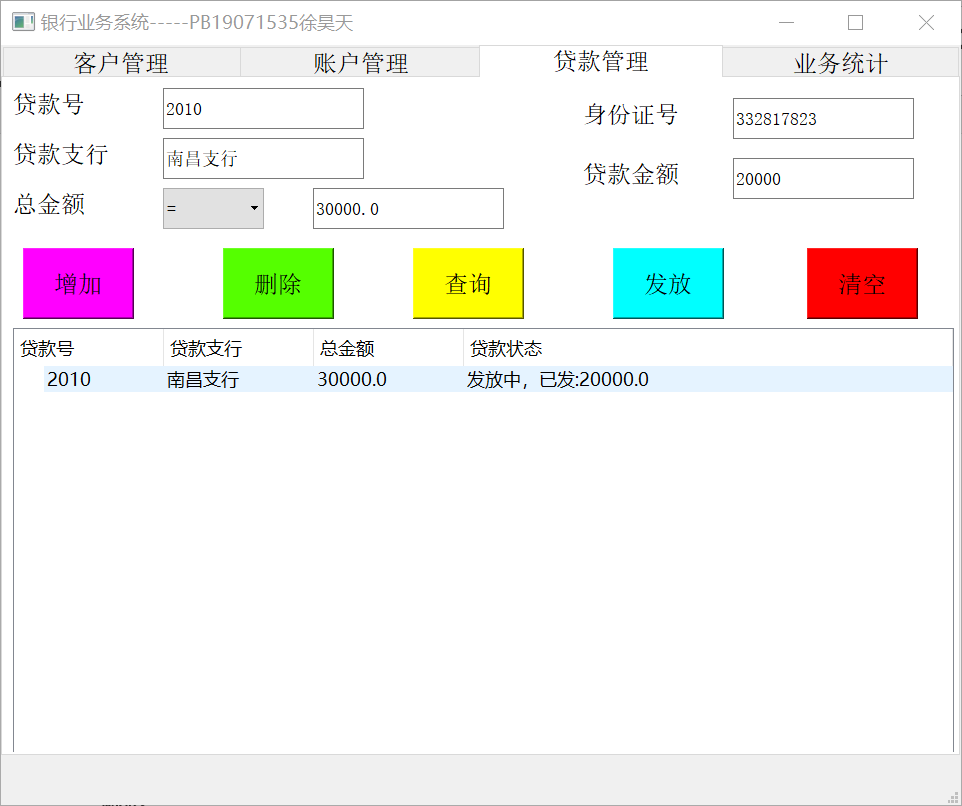 银行业务系统-----PB19071535徐昊天
客户管理 账户管理 贷款管理 业务统计
贷款号 2010 身份证号 332817823
贷款支行 南昌支行 贷款金额 20000
总金额 = 30000.0
增加 删除 查询 发放 清空
贷款号 贷款支行 总金额 贷款状态
2010 南昌支行 30000.0 发放中，已发:20000.0